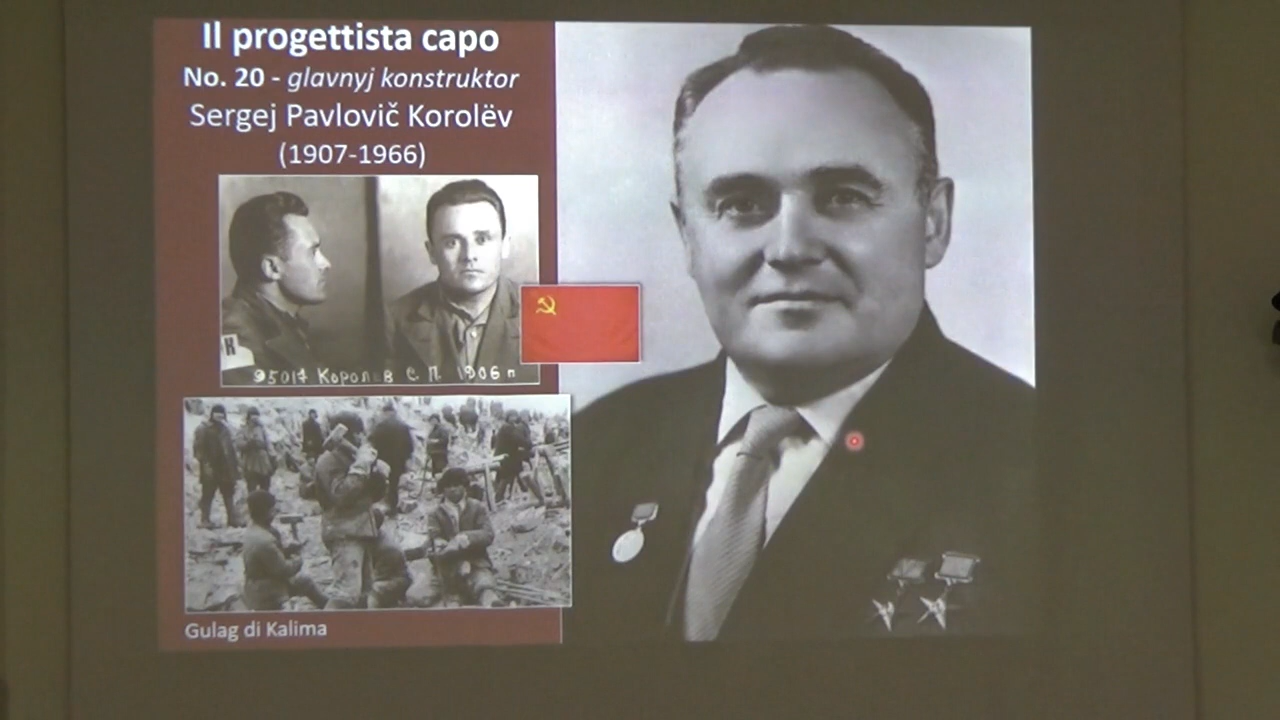 Il progettista capo
No. 20 - glavnyj konstruktor
Sergej Pavlovič Korolëv
(1907-1966)
К
95017 Королев С. П. 1906 г
Gulag di Kalima